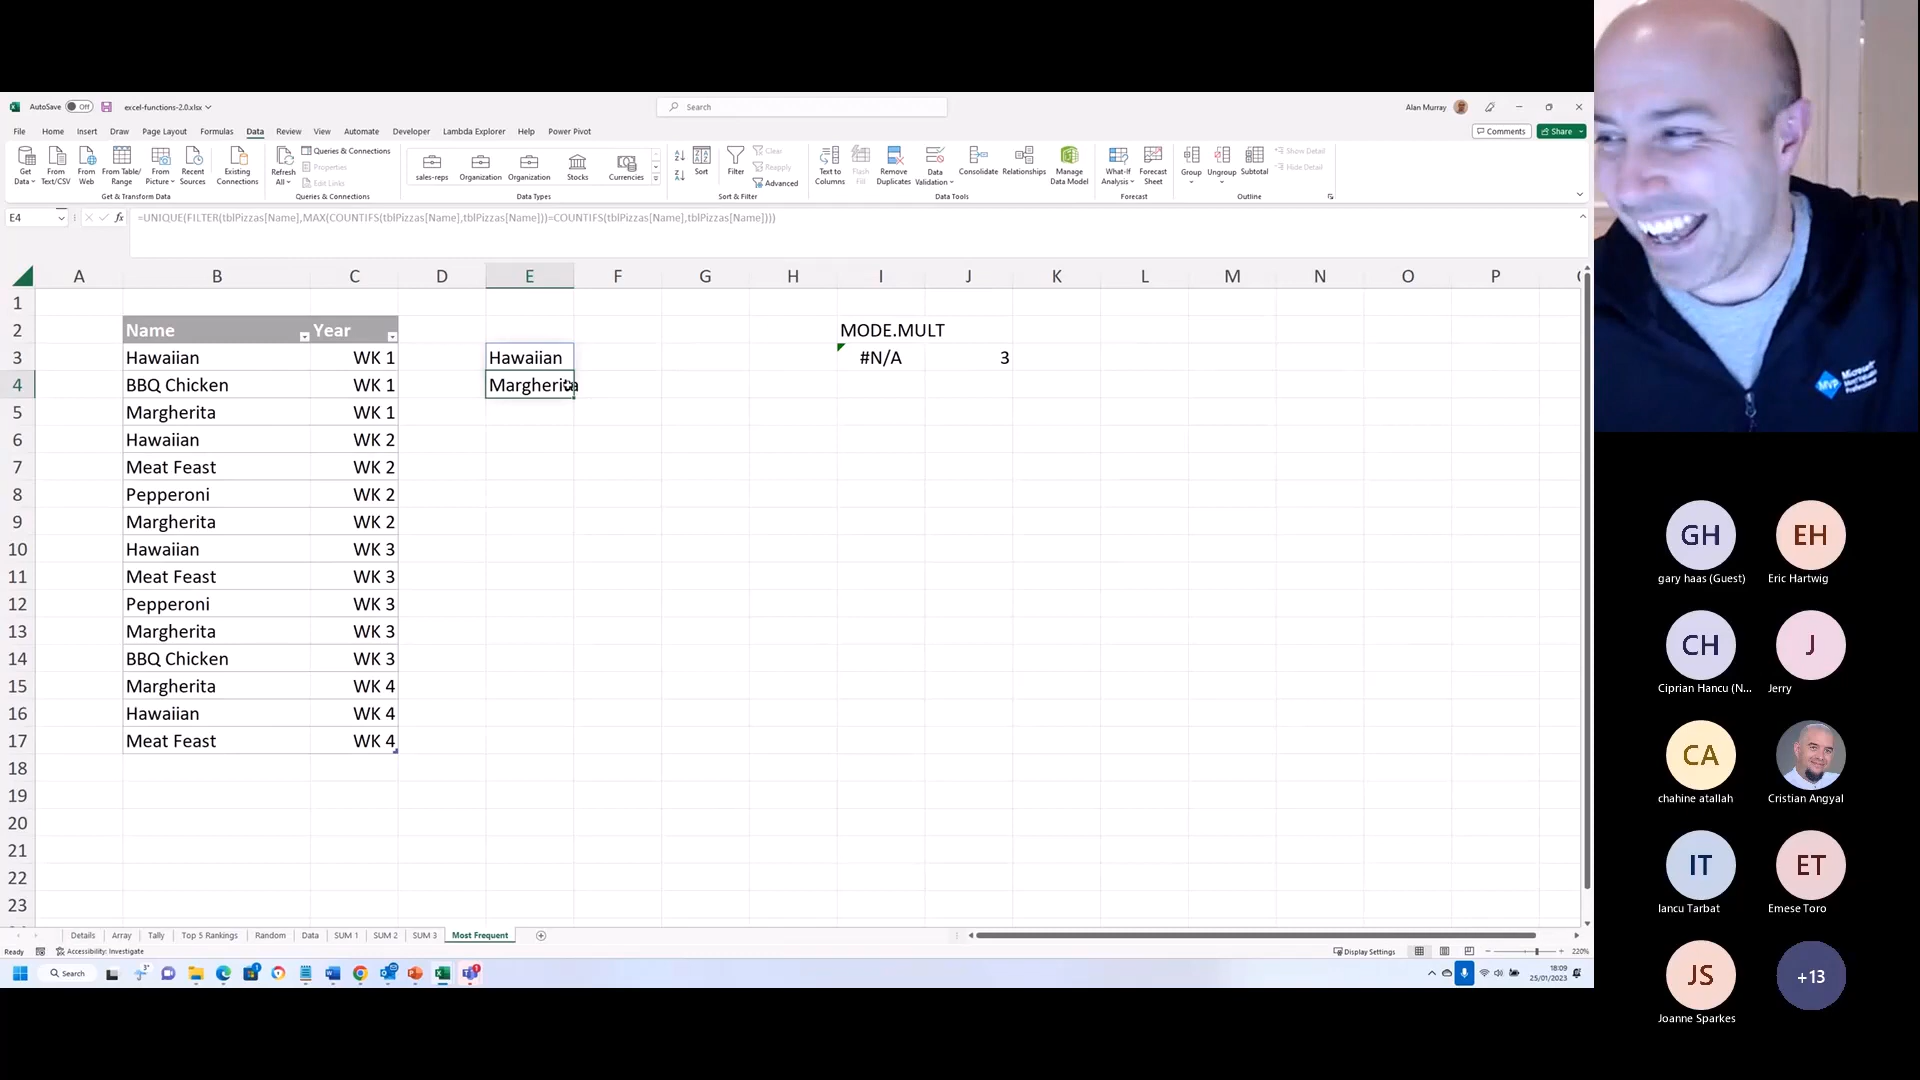 AutoSave Off excel-functions-2.0.xlsx Search Alan Murray
File Home Insert Draw Page Layout Formulas Data Review View Automate Developer Lambda Explorer Help Power Pivot Comments Share
Get Data From Text/CSV From Web From Table/Range From Picture Recent Sources Existing Connections
Refresh All Queries & Connections Properties Edit Links
sales-reps Organization Organization Stocks Currencies
Sort Filter Clear Reapply Advanced
Text to Columns Flash Fill Remove Duplicates Data Validation Consolidate Relationships Manage Data Model
What-If Analysis Forecast Sheet Group Ungroup Subtotal Show Detail Hide Detail
Get & Transform Data Queries & Connections Data Types Sort & Filter Data Tools Forecast Outline
E4 fx =UNIQUE(FILTER(tblPizzas[Name],MAX(COUNTIFS(tblPizzas[Name],tblPizzas[Name]))=COUNTIFS(tblPizzas[Name],tblPizzas[Name])))
A B C D E F G H I J K L M N O P
1
2 Name Year MODE.MULT
3 Hawaiian WK 1 Hawaiian #N/A 3
4 BBQ Chicken WK 1 Margherita
5 Margherita WK 1
6 Hawaiian WK 2
7 Meat Feast WK 2
8 Pepperoni WK 2
9 Margherita WK 2
10 Hawaiian WK 3
11 Meat Feast WK 3
12 Pepperoni WK 3
13 Margherita WK 3
14 BBQ Chicken WK 3
15 Margherita WK 4
16 Hawaiian WK 4
17 Meat Feast WK 4
18
19
20
21
22
23
Details Array Tally Top 5 Rankings Random Data SUM 1 SUM 2 SUM 3 Most Frequent
Ready Accessibility: Investigate Display Settings 220%
Search 3° 18:09
25/01/2023
Microsoft
MVP Most Valuable
Professional
GH EH
gary haas (Guest) Eric Hartwig
CH J
Ciprian Hancu (N... Jerry
CA
chahine atallah Cristian Angyal
IT ET
Iancu Tarbat Emese Toro
JS +13
Joanne Sparkes